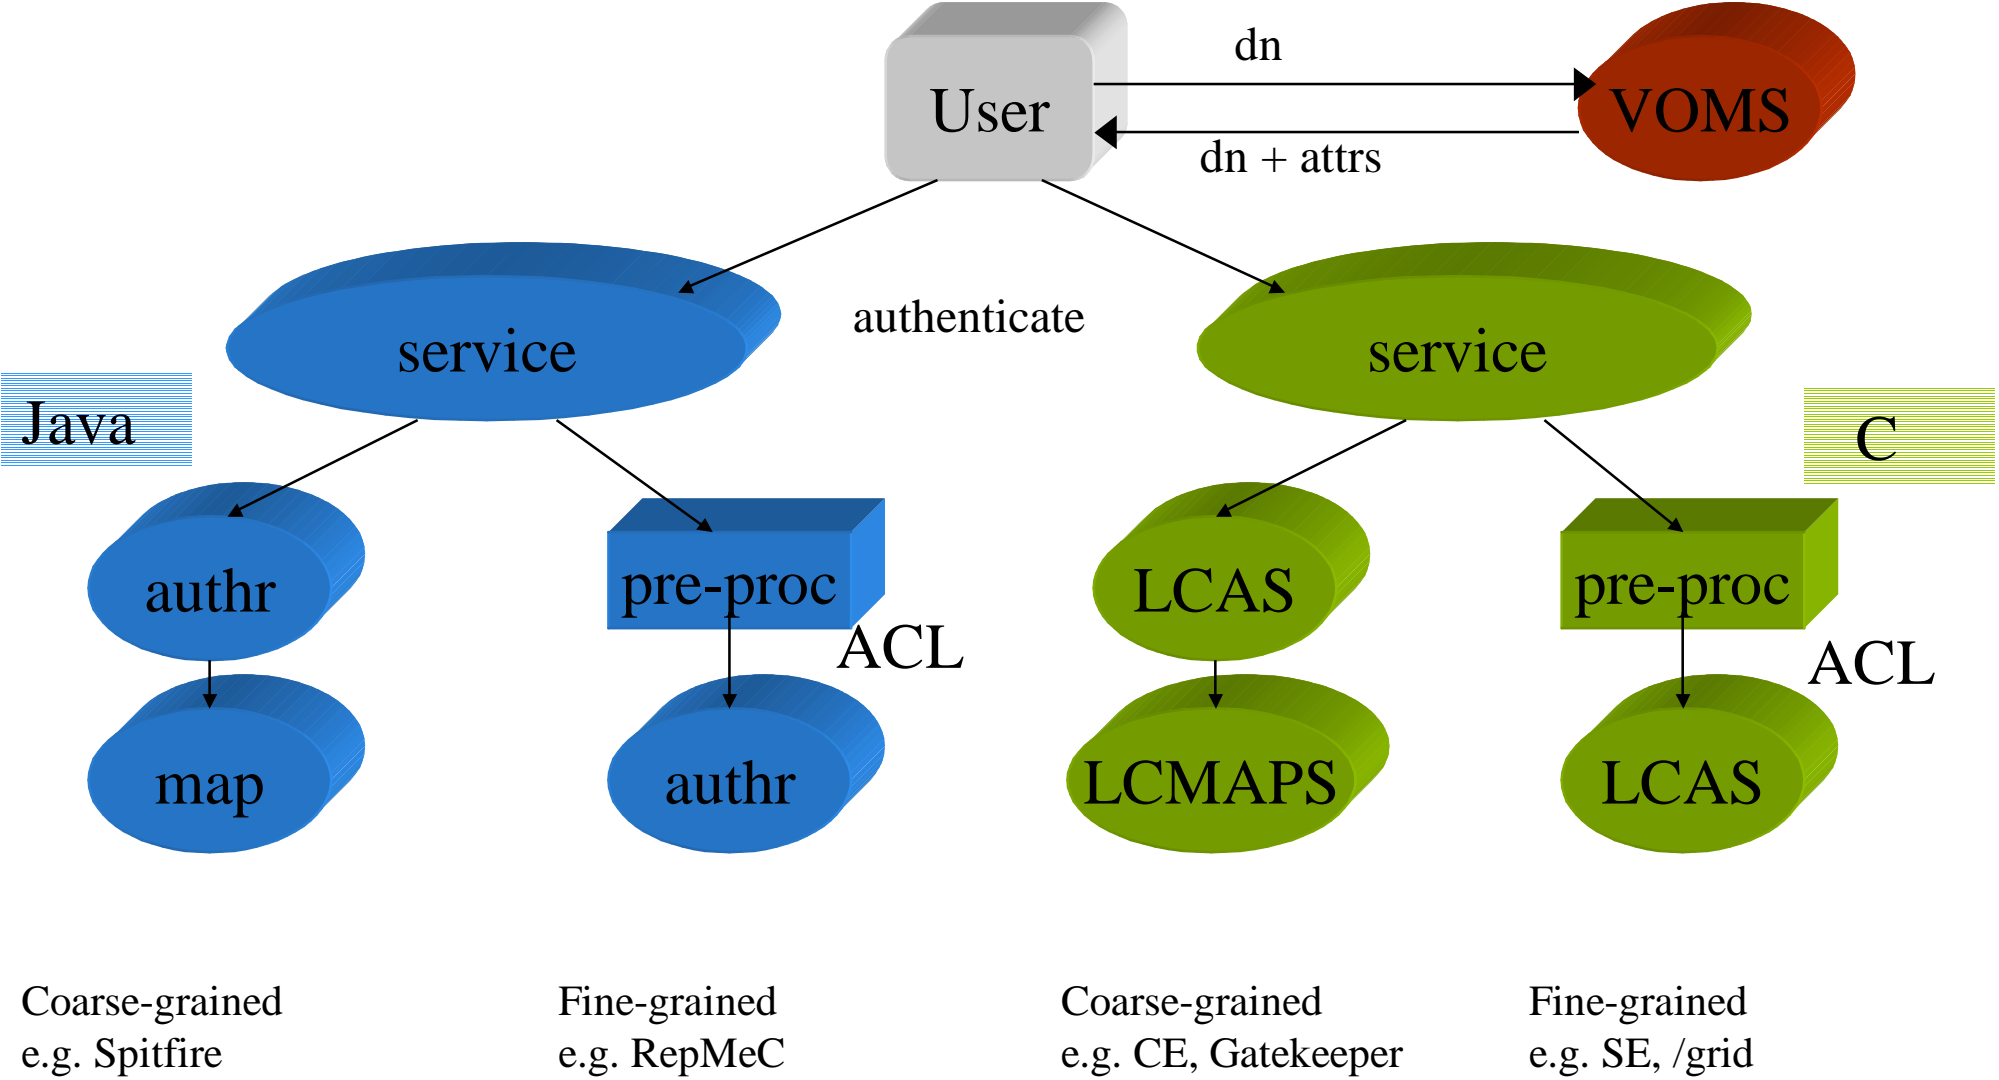 dn
User
VOMS
dn + attrs
authenticate
service
service
Java
C
authr
pre-proc
LCAS
pre-proc
ACL
ACL
map
authr
LCMAPS
LCAS
Coarse-grained
e.g. Spitfire
Fine-grained
e.g. RepMeC
Coarse-grained
e.g. CE, Gatekeeper
Fine-grained
e.g. SE, /grid